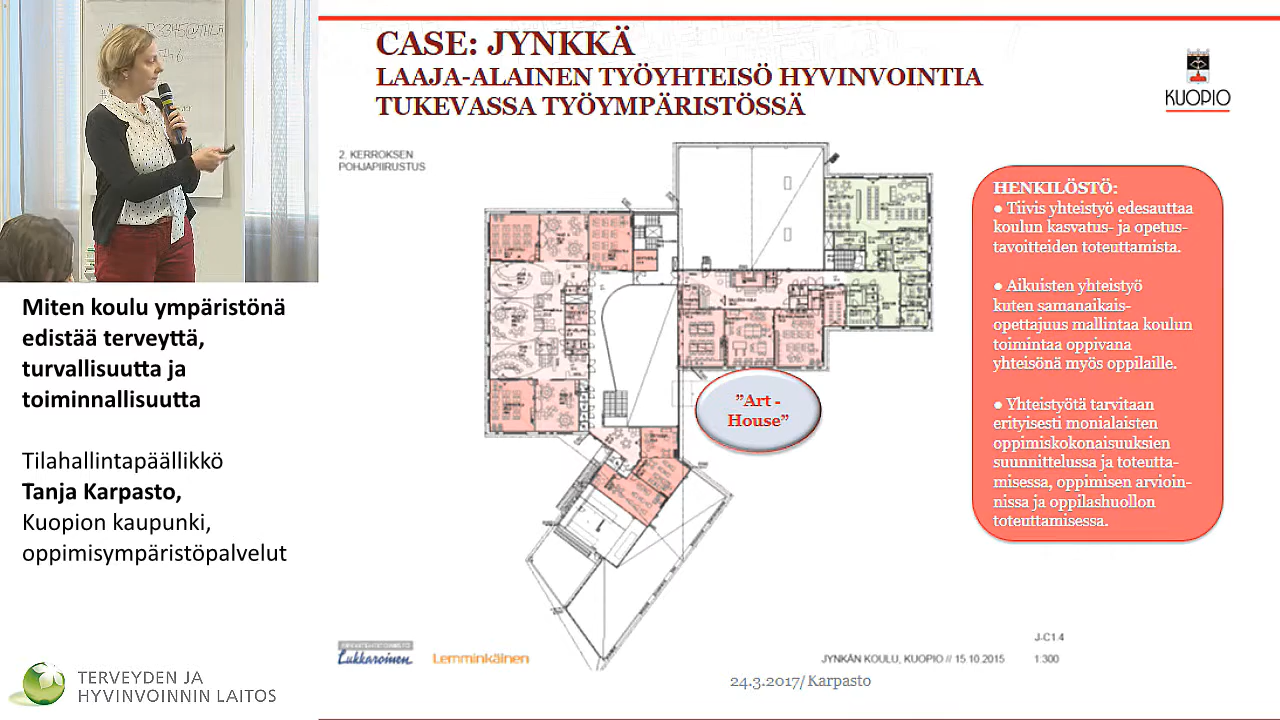 CASE: JYNKKÄ
LAAJA-ALAINEN TYÖYHTEISÖ HYVINVOINTIA
TUKEVASSA TYÖYMPÄRISTÖSSÄ
KUOPIO
2. KERROKSEN
POHJAPIIRUSTUS
HENKILÖSTÖ:
● Tiivis yhteistyö edesauttaa
koulun kasvatus- ja opetus-
tavoitteiden toteuttamista.
● Aikuisten yhteistyö
kuten samanaikais-
opettajuus mallintaa koulun
toimintaa oppivana
yhteisönä myös oppilaille.
● Yhteistyötä tarvitaan
erityisesti monialaisten
oppimiskokonaisuuksien
suunnittelussa ja toteutta-
misessa, oppimisen arvioin-
nissa ja oppilashuollon
toteuttamisessa.
”Art -
House”
Miten koulu ympäristönä
edistää terveyttä,
turvallisuutta ja
toiminnallisuutta
Tilahallintapäällikkö
Tanja Karpasto,
Kuopion kaupunki,
oppimisympäristöpalvelut
TERVEYDEN JA
HYVINVOINNIN LAITOS
Lukkaroinen
Lemminkäinen
J-C1.4
JYNKÄN KOULU, KUOPIO // 15.10.2015
1:300
24.3.2017/Karpasto